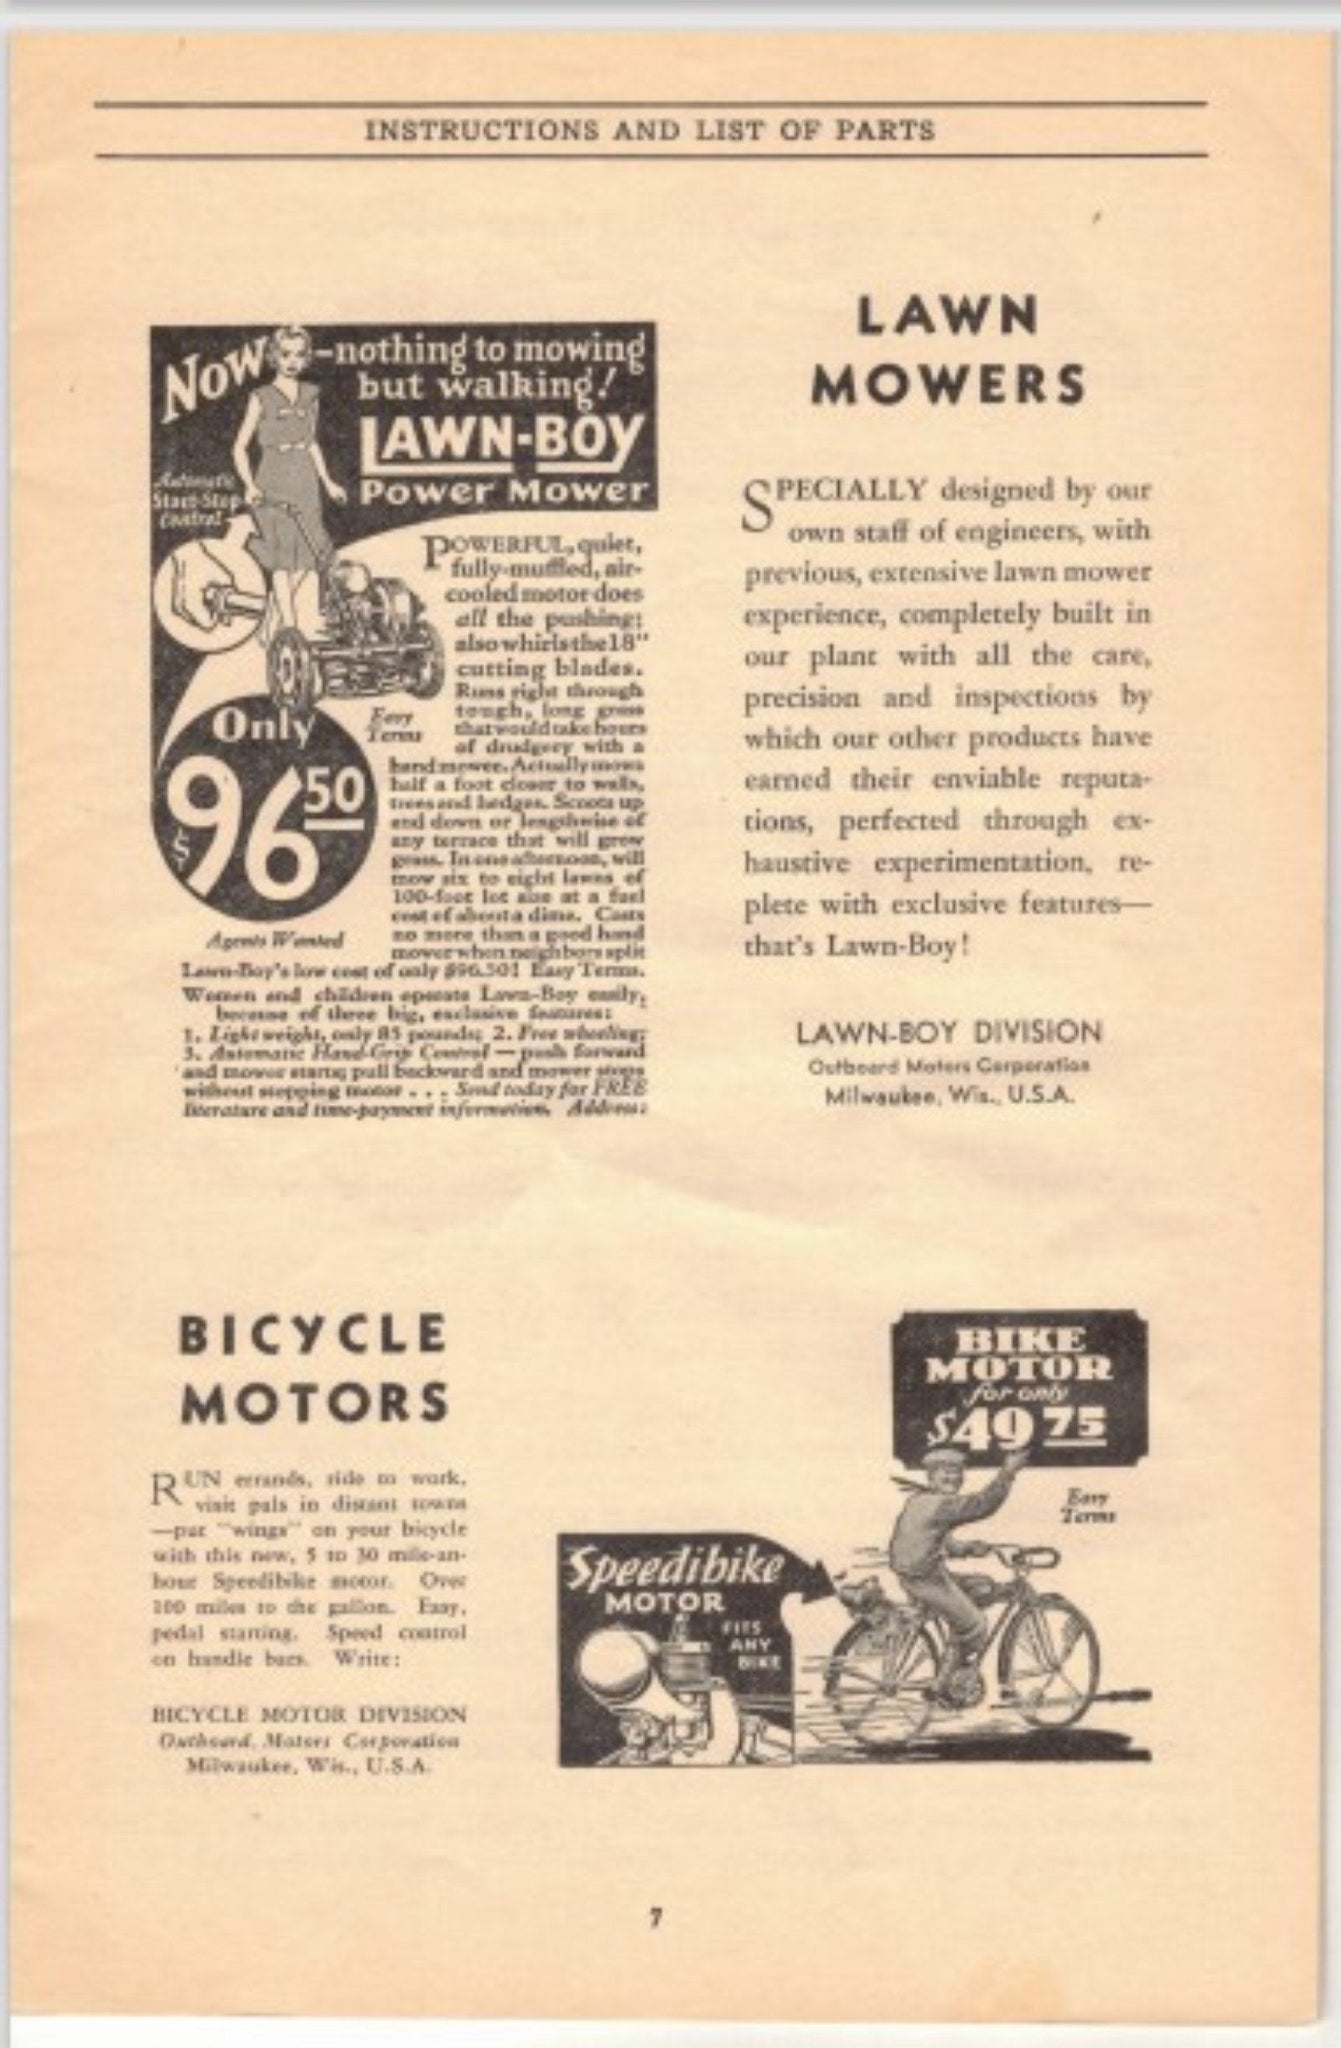 INSTRUCTIONS AND LIST OF PARTS
Now -nothing to mowing
but walking!
LAWN-BOY
Power Mower
Automatic
Start-Stop
Control
POWERFUL, quiet,
fully-muffled, air-
cooled motor does
all the pushing;
also whirls the 18"
cutting blades.
Runs right through
tough, long grass
that would take hours
of drudgery with a
hand mower. Actually mows
half a foot closer to walls,
trees and hedges. Scoots up
and down or lengthwise of
any terrace that will grow
grass. In one afternoon, will
mow six to eight lawns of
100-foot lot size at a fuel
cost of about a dime. Costs
no more than a good hand
mower when neighbors split
Lawn-Boy's low cost of only $96.50! Easy Terms.
Only
$96 50
Easy
Terms
Agents Wanted
Women and children operate Lawn-Boy easily,
because of three big, exclusive features:
1. Light weight, only 85 pounds; 2. Free wheeling;
3. Automatic Hand-Grip Control — push forward
and mower starts; pull backward and mower stops
without stopping motor . . . Send today for FREE
literature and time-payment information. Address:
LAWN
MOWERS
SPECIALLY designed by our
own staff of engineers, with
previous, extensive lawn mower
experience, completely built in
our plant with all the care,
precision and inspections by
which our other products have
earned their enviable reputa-
tions, perfected through ex-
haustive experimentation, re-
plete with exclusive features—
that's Lawn-Boy!
LAWN-BOY DIVISION
Outboard Motors Corporation
Milwaukee, Wis., U.S.A.
BICYCLE
MOTORS
RUN errands, ride to work,
visit pals in distant towns
—put "wings" on your bicycle
with this new, 5 to 30 mile-an-
hour Speedibike motor. Over
100 miles to the gallon. Easy,
pedal starting. Speed control
on handle bars. Write:
BICYCLE MOTOR DIVISION
Outboard Motors Corporation
Milwaukee, Wis., U.S.A.
BIKE
MOTOR
for only
$49 75
Easy
Terms
Speedibike
MOTOR
FITS
ANY
BIKE
7